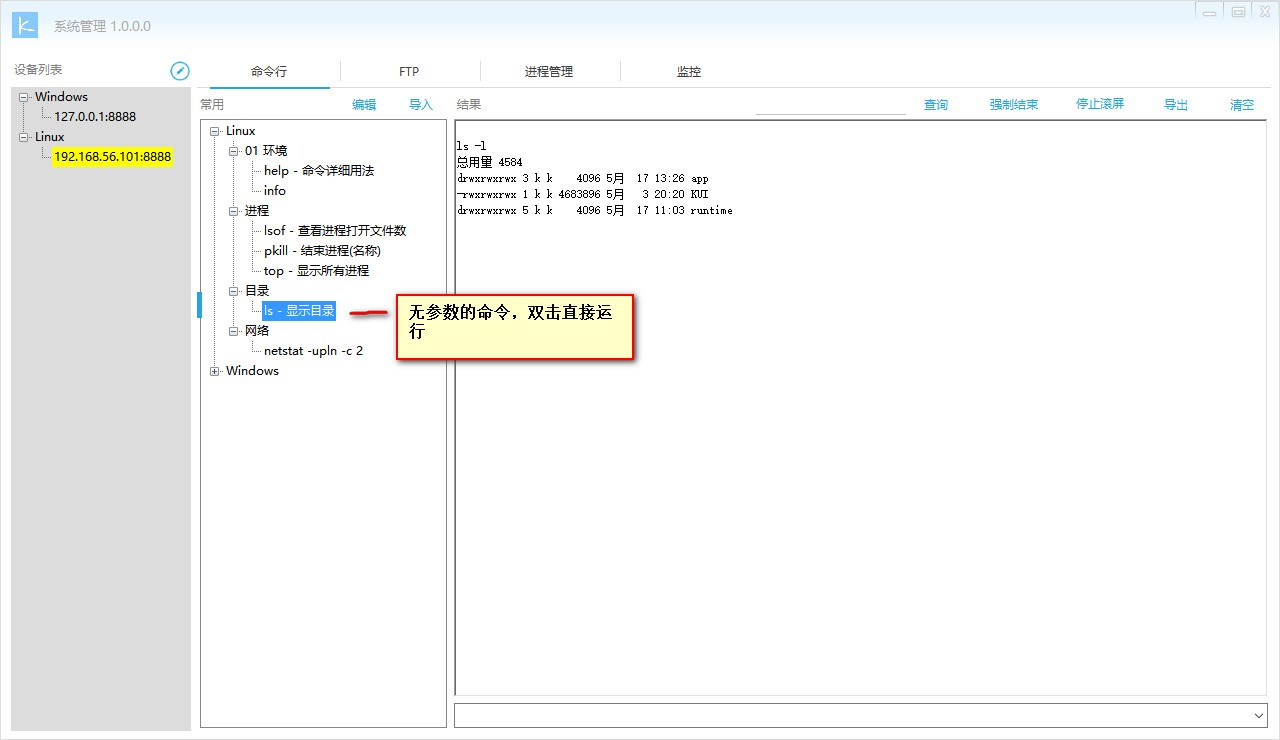 系统管理 1.0.0.0
设备列表
Windows
127.0.0.1:8888
Linux
192.168.56.101:8888
命令行
FTP
进程管理
监控
常用
编辑
导入
Linux
01 环境
help - 命令详细用法
info
进程
lsof - 查看进程打开文件数
pkill - 结束进程(名称)
top - 显示所有进程
目录
ls - 显示目录
网络
netstat -upln -c 2
Windows
无参数的命令，双击直接运
行
结果
查询
强制结束
停止滚屏
导出
清空
ls -l
总用量 4584
drwxrwxrwx 3 k k    4096 5月  17 13:26 app
-rwxrwxrwx 1 k k 4683896 5月   3 20:20 KUI
drwxrwxrwx 5 k k    4096 5月  17 11:03 runtime